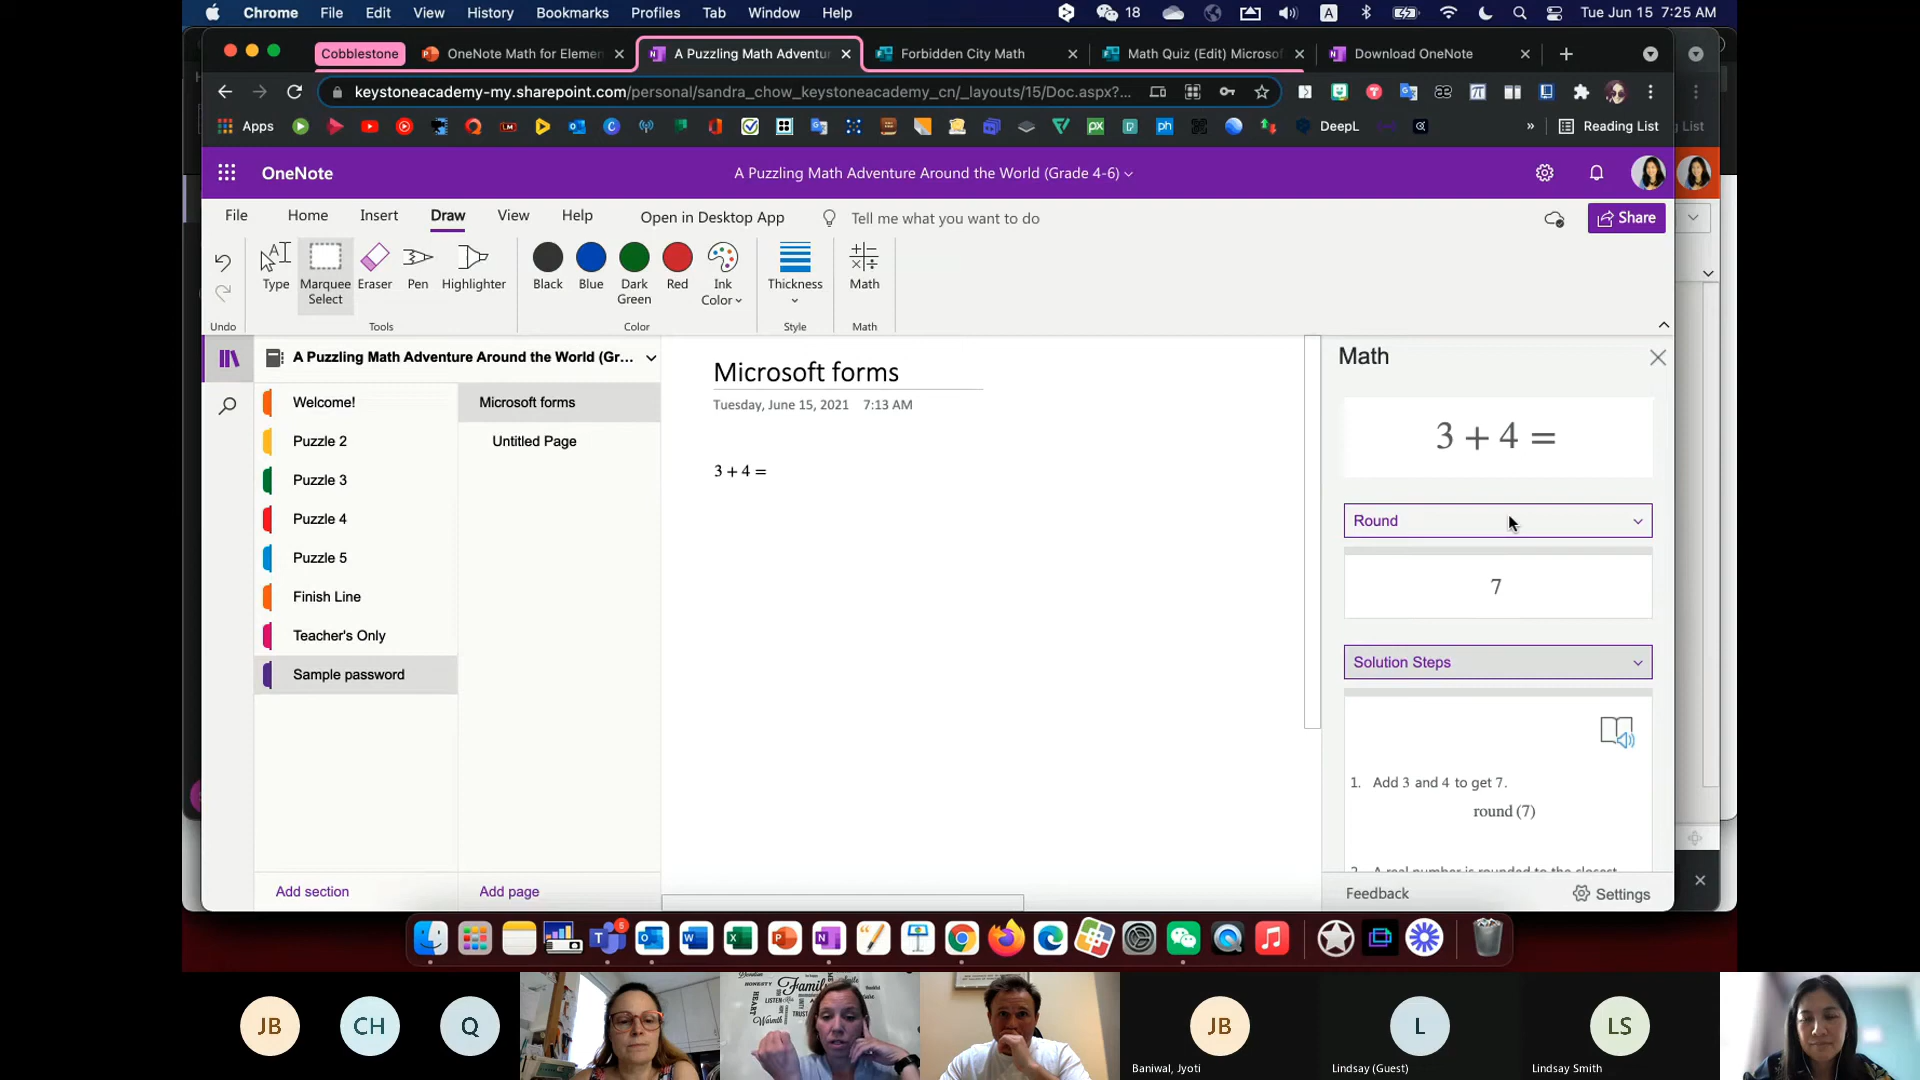 Chrome File Edit View History Bookmarks Profiles Tab Window Help 18 A Tue Jun 15 7:25 AM
Cobblestone OneNote Math for Elemen A Puzzling Math Adventur Forbidden City Math Math Quiz (Edit) Microsof Download OneNote
keystoneacademy-my.sharepoint.com/personal/sandra_chow_keystoneacademy_cn/_layouts/15/Doc.aspx?...
Apps DeepL » Reading List
OneNote A Puzzling Math Adventure Around the World (Grade 4-6)
File Home Insert Draw View Help Open in Desktop App Tell me what you want to do Share
Type Marquee Select Eraser Pen Highlighter Black Blue Dark Green Red Ink Color Thickness Math
Undo Tools Color Style Math
A Puzzling Math Adventure Around the World (Gr...
Welcome!
Puzzle 2
Puzzle 3
Puzzle 4
Puzzle 5
Finish Line
Teacher's Only
Sample password
Add section
Microsoft forms
Untitled Page
Add page
Microsoft forms
Tuesday, June 15, 2021 7:13 AM
3 + 4 =
Math
3 + 4 =
Round
7
Solution Steps
1. Add 3 and 4 to get 7.
round (7)
2. A real number is rounded to the closest
Feedback Settings
JB CH Q JB L LS
Baniwal, Jyoti Lindsay (Guest) Lindsay Smith